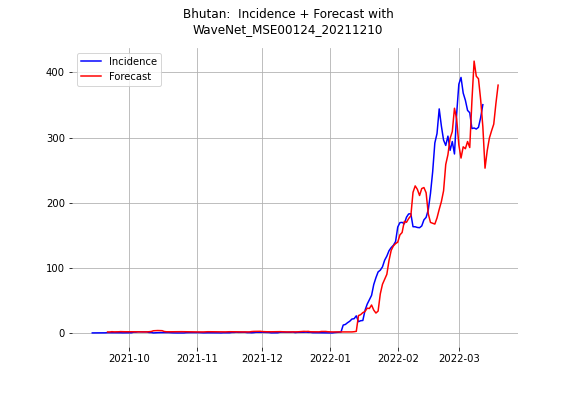 Bhutan:  Incidence + Forecast with
WaveNet_MSE00124_20211210
Incidence
Forecast
400
300
200
100
0
2021-10 2021-11 2021-12 2022-01 2022-02 2022-03